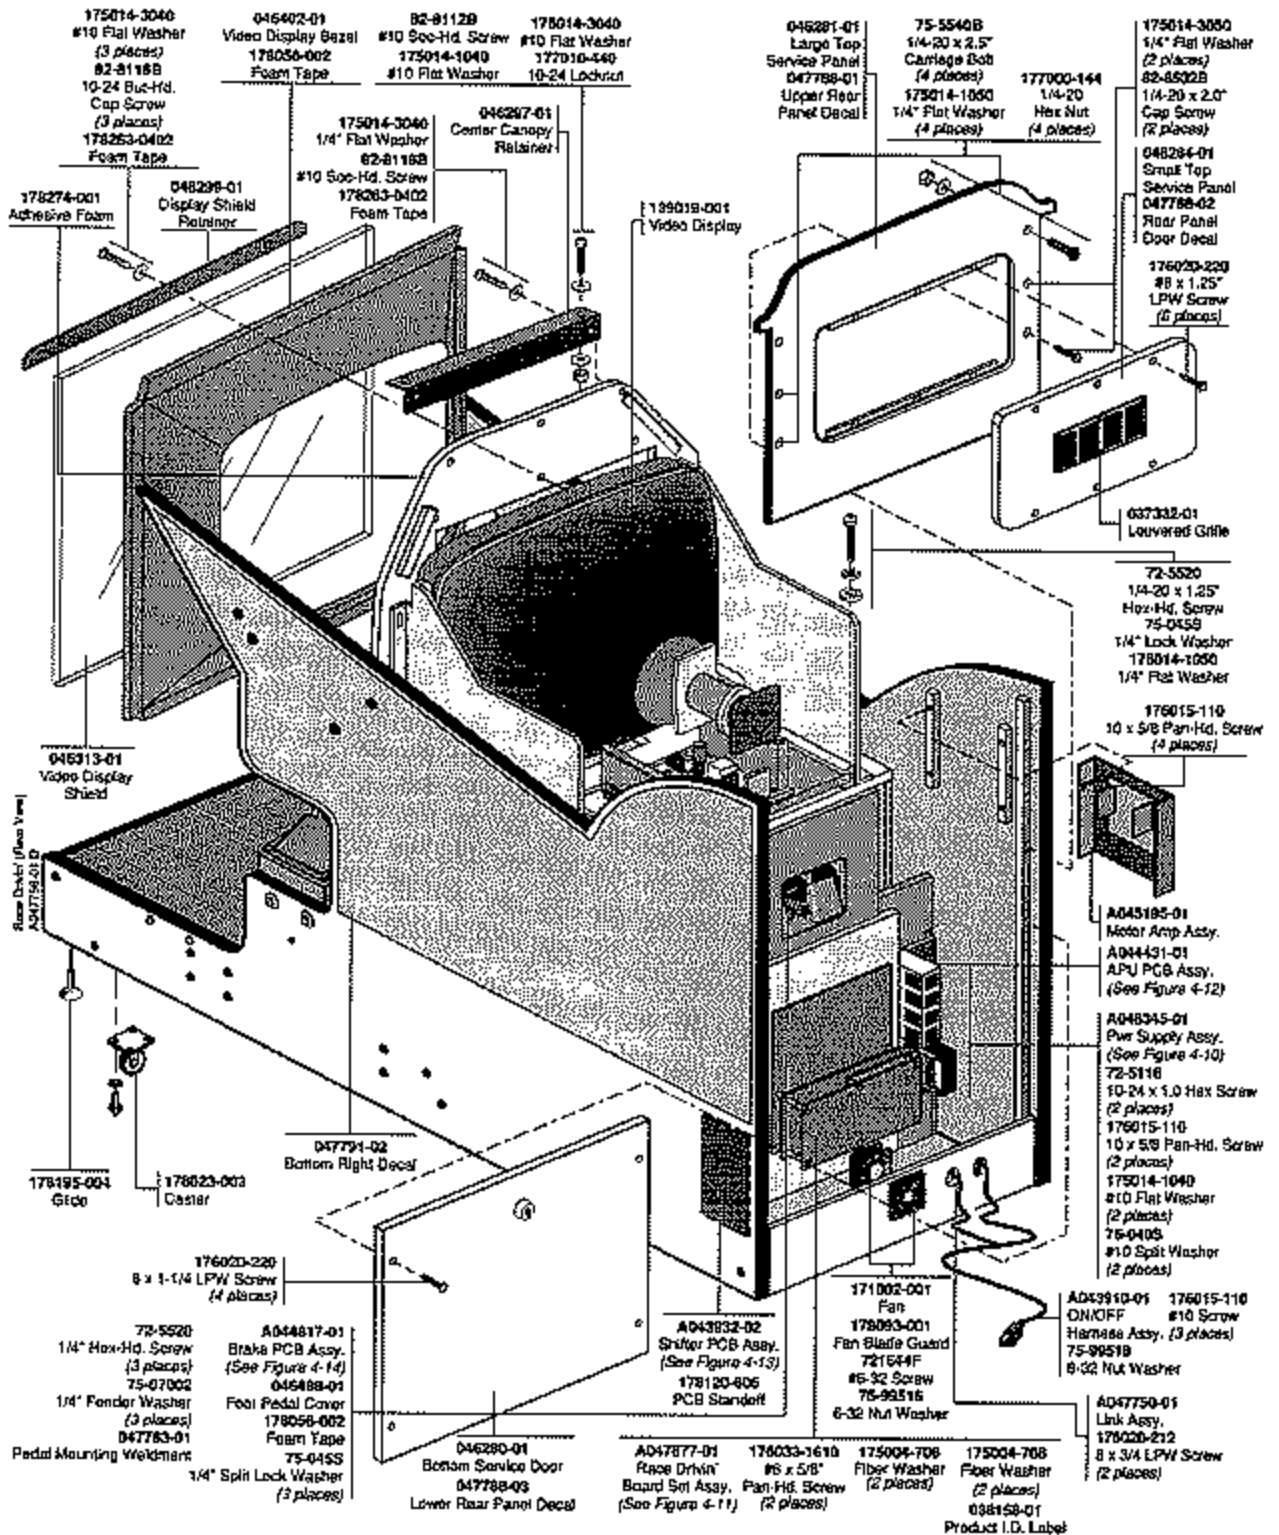 175014-3040
#10 Flat Washer
(3 places)
82-8116B
10-24 But-Hd.
Cap Screw
(3 places)
178263-0402
Foam Tape
046402-01
Video Display Bezel
178056-002
Foam Tape
82-9112B
#10 Soc-Hd. Screw
175014-1040
#10 Flat Washer
175014-3040
#10 Flat Washer
177010-440
10-24 Locknut
046297-01
Center Canopy
Retainer
175014-3040
1/4" Flat Washer
82-8116B
#10 Soc-Hd. Screw
178263-0402
Foam Tape
178274-001
Adhesive Foam
046296-01
Display Shield
Retainer
139019-001
Video Display
046281-01
Large Top
Service Panel
047788-01
Upper Rear
Panel Decal
75-5540B
1/4-20 x 2.5"
Carriage Bolt
(4 places)
175014-1050
1/4" Flat Washer
(4 places)
177000-144
1/4-20
Hex Nut
(4 places)
175014-3050
1/4" Flat Washer
(2 places)
82-8532B
1/4-20 x 2.0"
Cap Screw
(2 places)
046284-01
Small Top
Service Panel
047788-02
Rear Panel
Door Decal
176020-220
#8 x 1.25"
LPW Screw
(6 places)
037332-01
Louvered Grille
72-5520
1/4-20 x 1.25"
Hex-Hd. Screw
75-045S
1/4" Lock Washer
175014-1050
1/4" Flat Washer
176015-110
10 x 5/8 Pan-Hd. Screw
(4 places)
046313-01
Video Display
Shield
Race Drivin' (Rear View)
A047756-01 D
A045185-01
Motor Amp Assy.
A044431-01
APU PCB Assy.
(See Figure 4-12)
A046345-01
Pwr Supply Assy.
(See Figure 4-10)
72-5116
10-24 x 1.0 Hex Screw
(2 places)
176015-110
10 x 5/8 Pan-Hd. Screw
(2 places)
175014-1040
#10 Flat Washer
(2 places)
75-040S
#10 Split Washer
(2 places)
047791-02
Bottom Right Decal
178195-004
Glide
178023-003
Caster
176020-220
8 x 1-1/4 LPW Screw
(4 places)
171002-001
Fan
178093-001
Fan Blade Guard
721644F
#6-32 Screw
75-99516
6-32 Nut Washer
A043910-01
ON/OFF
Harness Assy.
75-9951B
6-32 Nut Washer
176015-110
#10 Screw
(3 places)
72-5520
1/4" Hex-Hd. Screw
(3 places)
75-07002
1/4" Fender Washer
(3 places)
047763-01
Pedal Mounting Weldment
A044817-01
Brake PCB Assy.
(See Figure 4-14)
046488-01
Foot Pedal Cover
178056-002
Foam Tape
75-045S
1/4" Split Lock Washer
(3 places)
A043932-02
Shifter PCB Assy.
(See Figure 4-13)
178120-605
PCB Standoff
A047750-01
Link Assy.
176020-212
8 x 3/4 LPW Screw
(2 places)
046280-01
Bottom Service Door
047788-03
Lower Rear Panel Decal
A047877-01
Race Drivin'
Board Set Assy.
(See Figure 4-11)
176033-1610
#6 x 5/8"
Pan-Hd. Screw
(2 places)
175004-706
Fiber Washer
(2 places)
175004-708
Fiber Washer
(2 places)
038158-01
Product I.D. Label